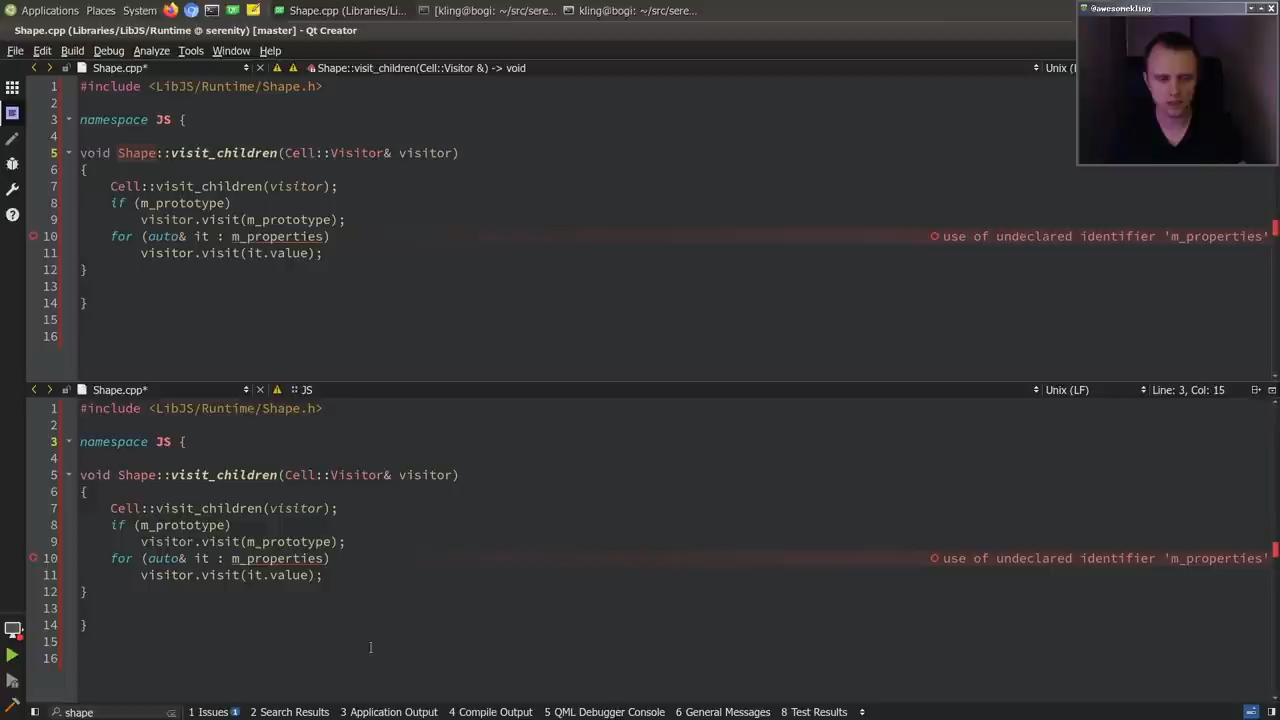 Applications Places System Shape.cpp (Libraries/Li... [kling@bogi: ~/src/sere... kling@bogi: ~/src/sere...
@awesomekling
Shape.cpp (Libraries/LibJS/Runtime @ serenity) [master] - Qt Creator
File Edit Build Debug Analyze Tools Window Help
Shape.cpp* Shape::visit_children(Cell::Visitor &) -> void Unix (
1 #include <LibJS/Runtime/Shape.h>
2
3 namespace JS {
4
5 void Shape::visit_children(Cell::Visitor& visitor)
6 {
7 Cell::visit_children(visitor);
8 if (m_prototype)
9 visitor.visit(m_prototype);
10 for (auto& it : m_properties) use of undeclared identifier 'm_properties'
11 visitor.visit(it.value);
12 }
13
14 }
15
16
Shape.cpp* JS Unix (LF) Line: 3, Col: 15
1 #include <LibJS/Runtime/Shape.h>
2
3 namespace JS {
4
5 void Shape::visit_children(Cell::Visitor& visitor)
6 {
7 Cell::visit_children(visitor);
8 if (m_prototype)
9 visitor.visit(m_prototype);
10 for (auto& it : m_properties) use of undeclared identifier 'm_properties'
11 visitor.visit(it.value);
12 }
13
14 }
15
16
shape 1 Issues 1 2 Search Results 3 Application Output 4 Compile Output 5 QML Debugger Console 6 General Messages 8 Test Results